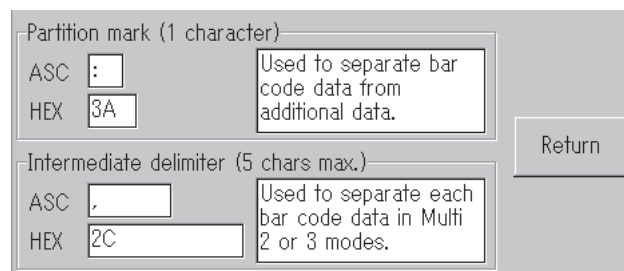 Partition mark (1 character)
ASC :
HEX 3A
Used to separate bar
code data from
additional data.
Return
Intermediate delimiter (5 chars max.)
ASC ,
HEX 2C
Used to separate each
bar code data in Multi
2 or 3 modes.